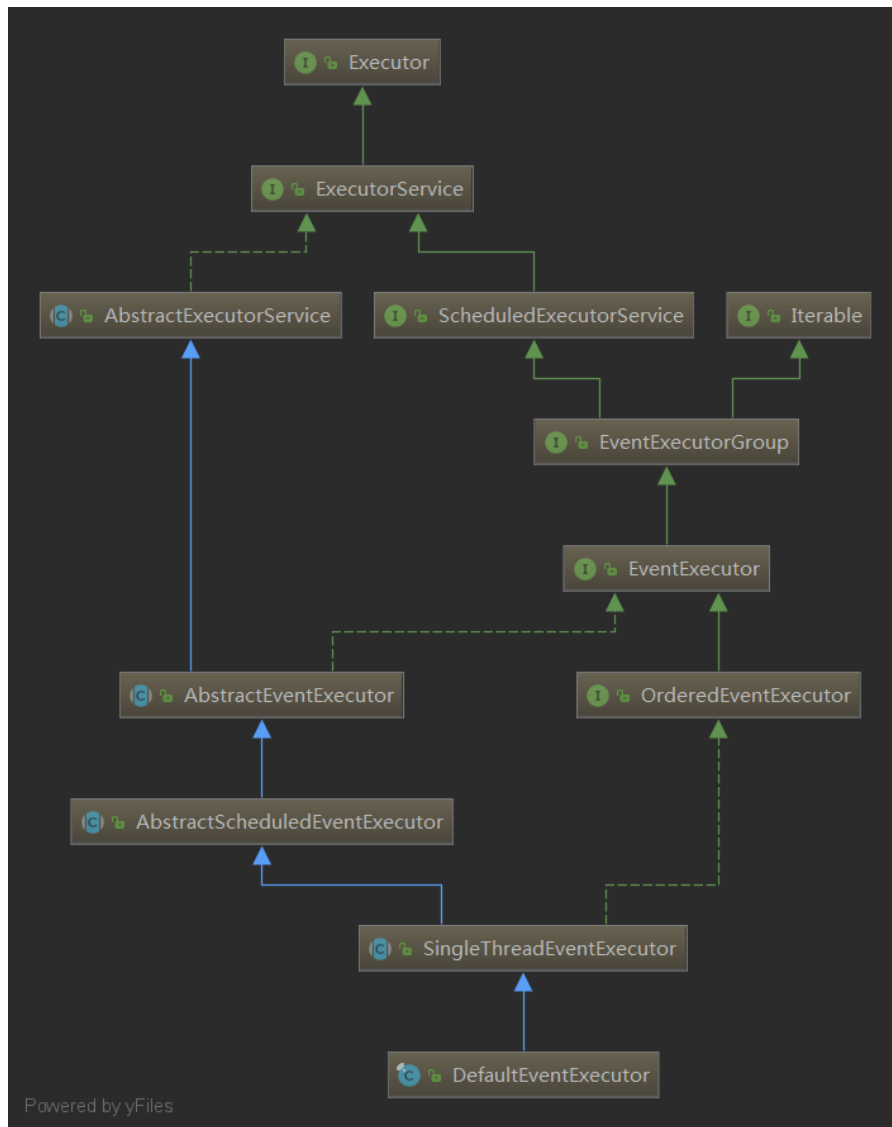 Executor
ExecutorService
AbstractExecutorService
ScheduledExecutorService
Iterable
EventExecutorGroup
EventExecutor
AbstractEventExecutor
OrderedEventExecutor
AbstractScheduledEventExecutor
SingleThreadEventExecutor
DefaultEventExecutor
Powered by yFiles